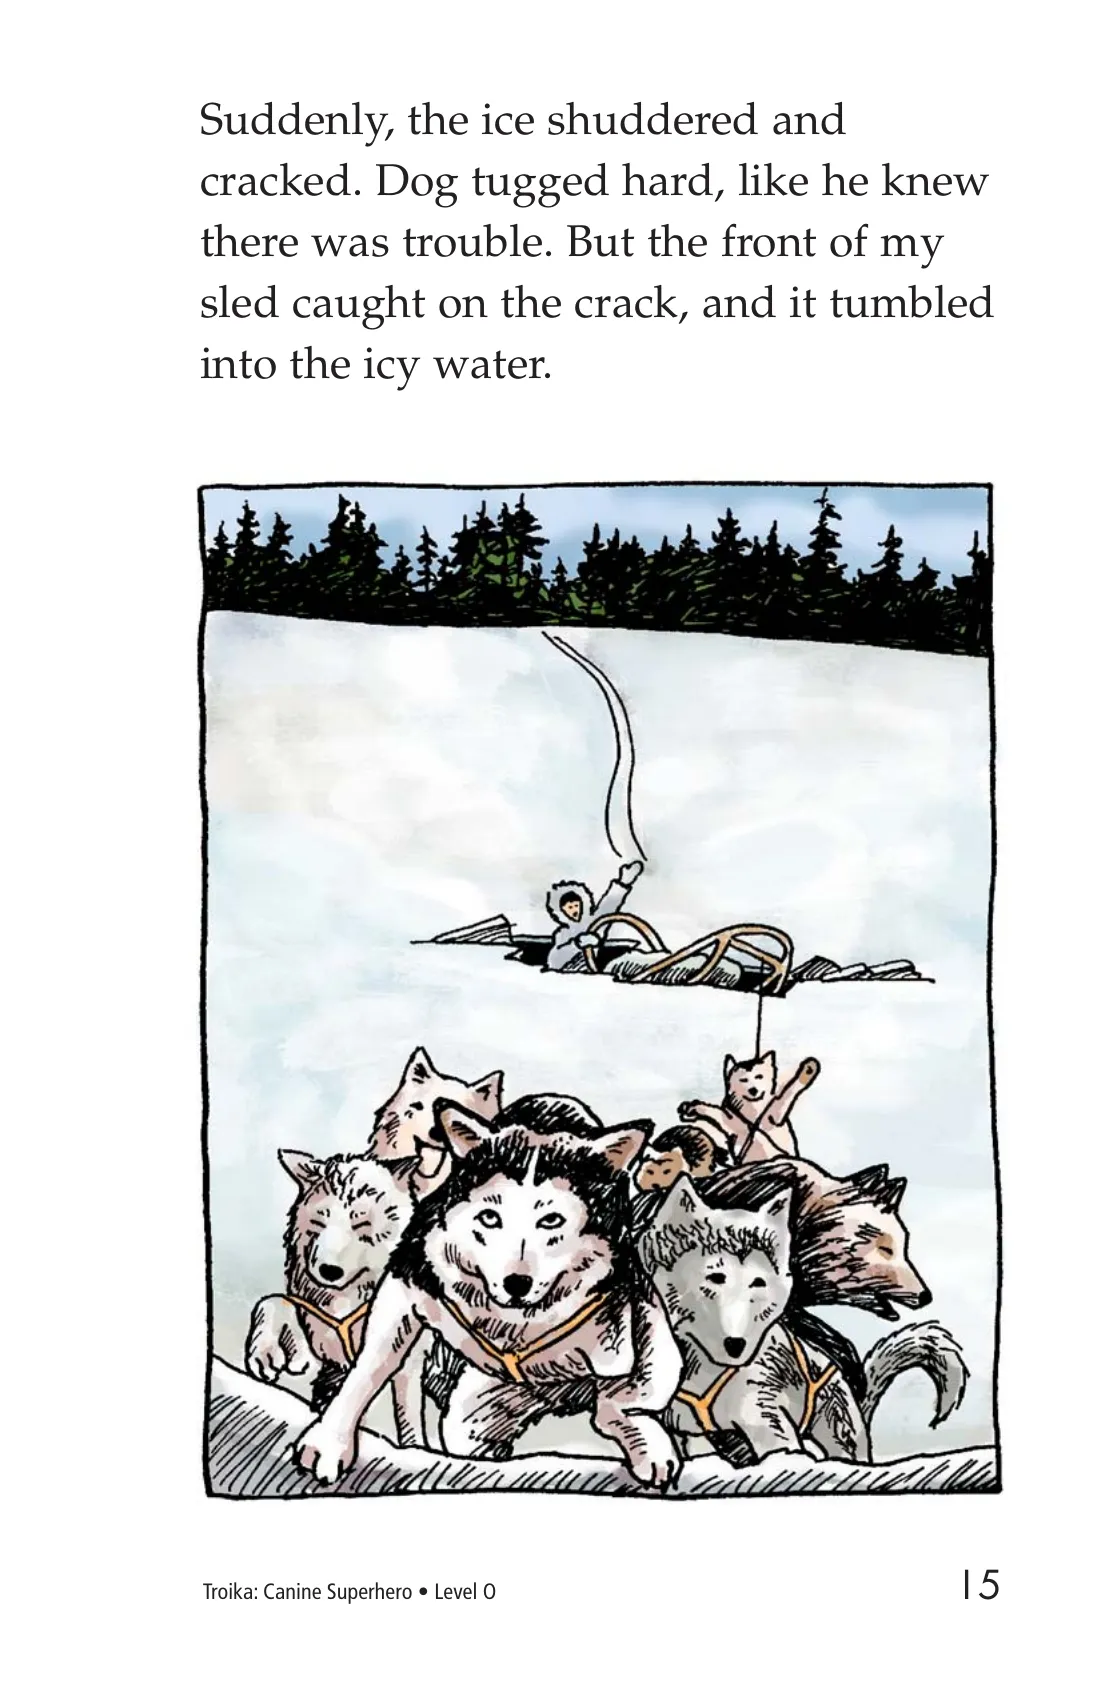 Suddenly, the ice shuddered and
cracked. Dog tugged hard, like he knew
there was trouble. But the front of my
sled caught on the crack, and it tumbled
into the icy water.
Troika: Canine Superhero • Level O
15